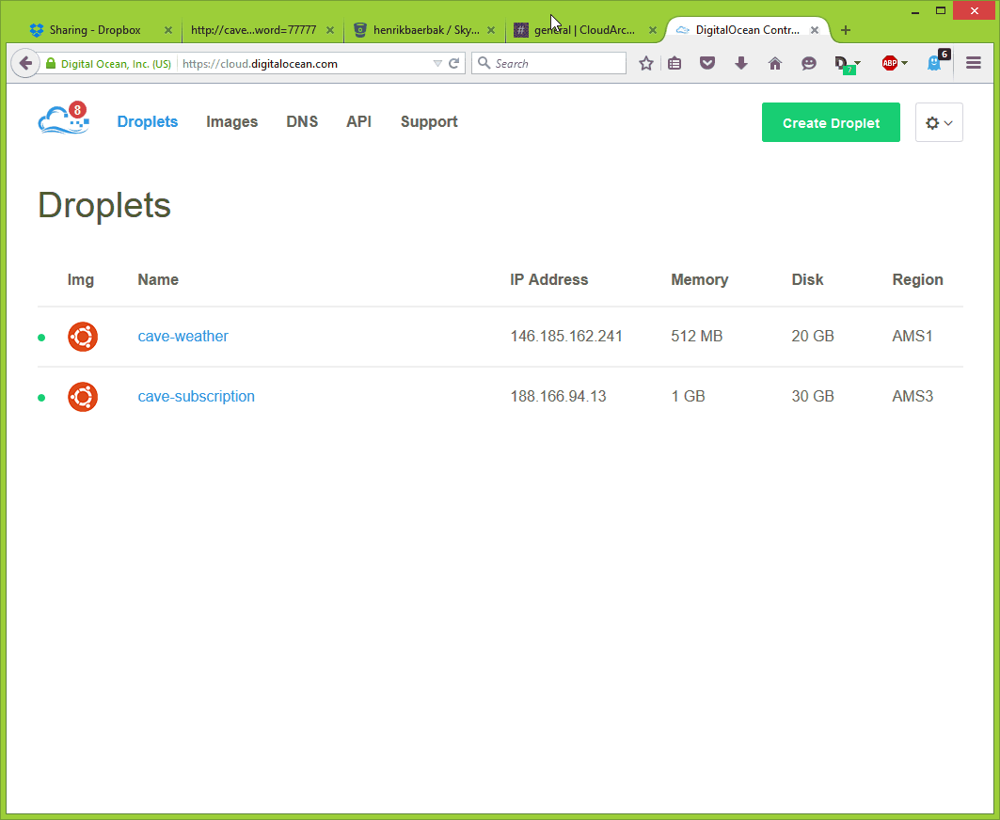 Sharing - Dropbox
http://cave...word=77777
henrikbaerbak / Sky...
general | CloudArc...
DigitalOcean Contr...
Digital Ocean, Inc. (US)
https://cloud.digitalocean.com
Search
7
ABP
6
8
Droplets
Images
DNS
API
Support
Create Droplet
Droplets
Img Name IP Address Memory Disk Region
cave-weather 146.185.162.241 512 MB 20 GB AMS1
cave-subscription 188.166.94.13 1 GB 30 GB AMS3